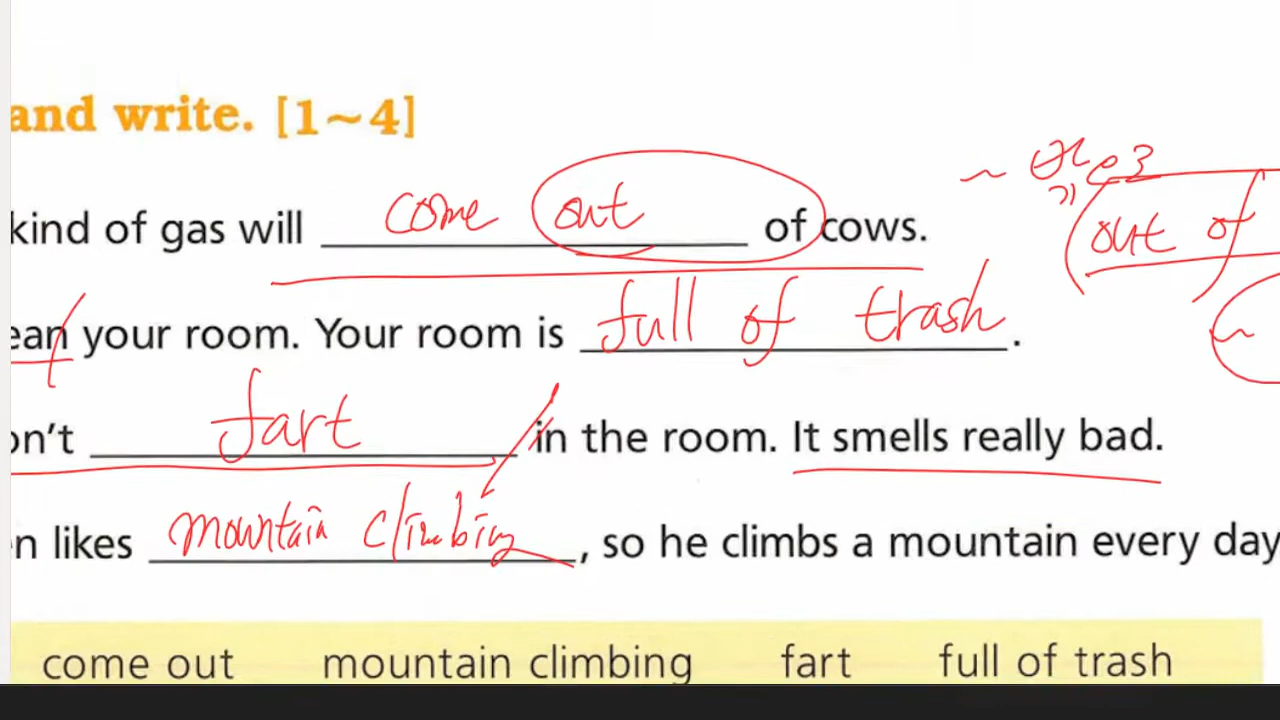 and write. [1~4]
kind of gas will come out of cows.
out of
ean your room. Your room is full of trash.
on't fart in the room. It smells really bad.
n likes mountain climbing, so he climbs a mountain every day
come out mountain climbing fart full of trash